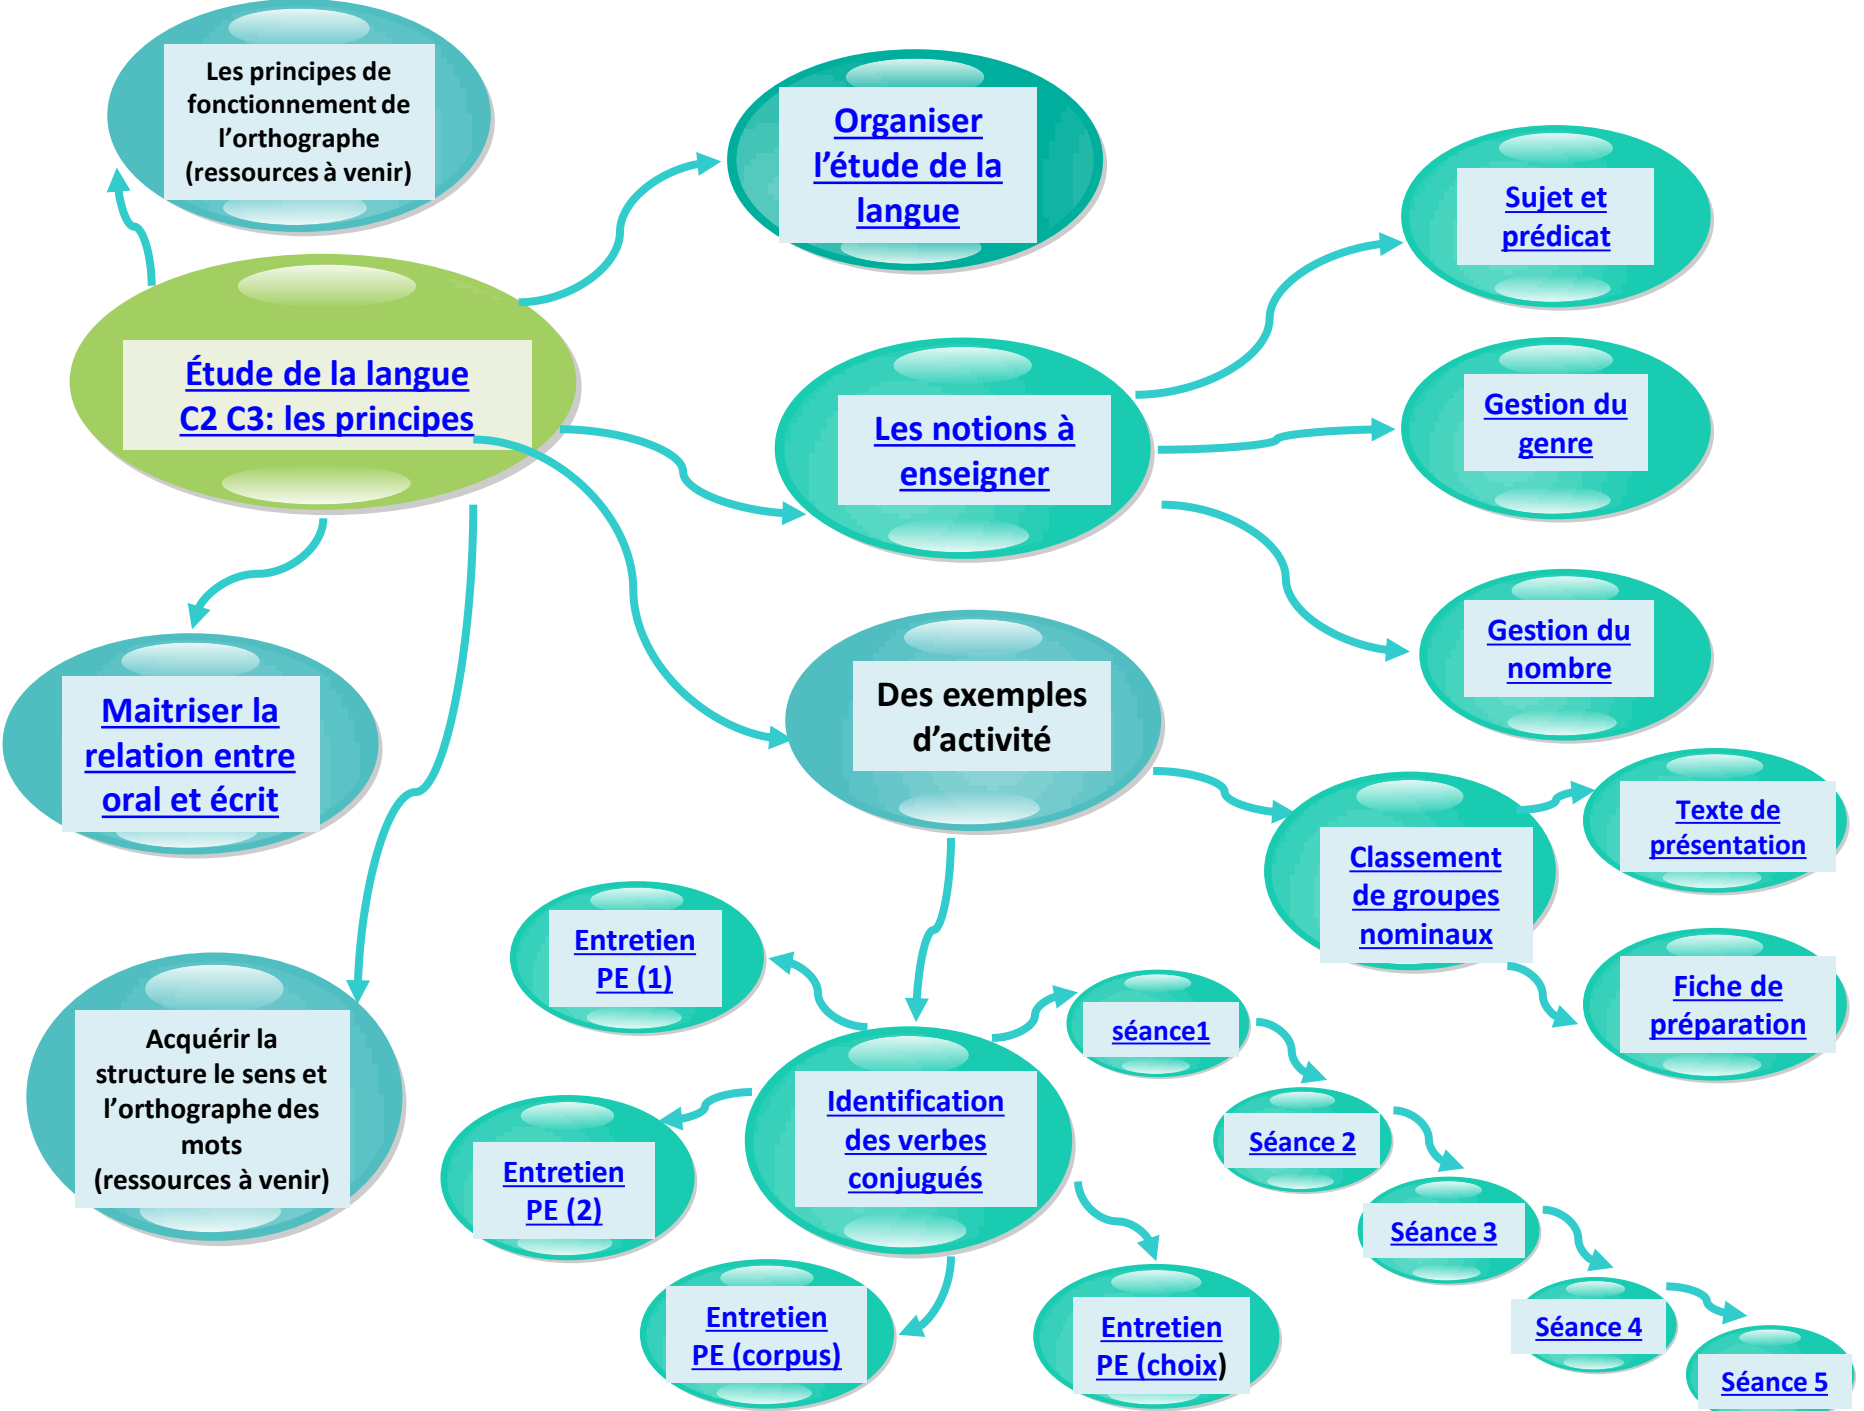 Les principes de
fonctionnement de
l’orthographe
(ressources à venir)
Organiser
l’étude de la
langue
Sujet et
prédicat
Étude de la langue
C2 C3: les principes
Les notions à
enseigner
Gestion du
genre
Gestion du
nombre
Maitriser la
relation entre
oral et écrit
Des exemples
d’activité
Classement
de groupes
nominaux
Texte de
présentation
Fiche de
préparation
Acquérir la
structure le sens et
l’orthographe des
mots
(ressources à venir)
Entretien
PE (1)
Identification
des verbes
conjugués
séance1
Séance 2
Séance 3
Séance 4
Séance 5
Entretien
PE (2)
Entretien
PE (corpus)
Entretien
PE (choix)